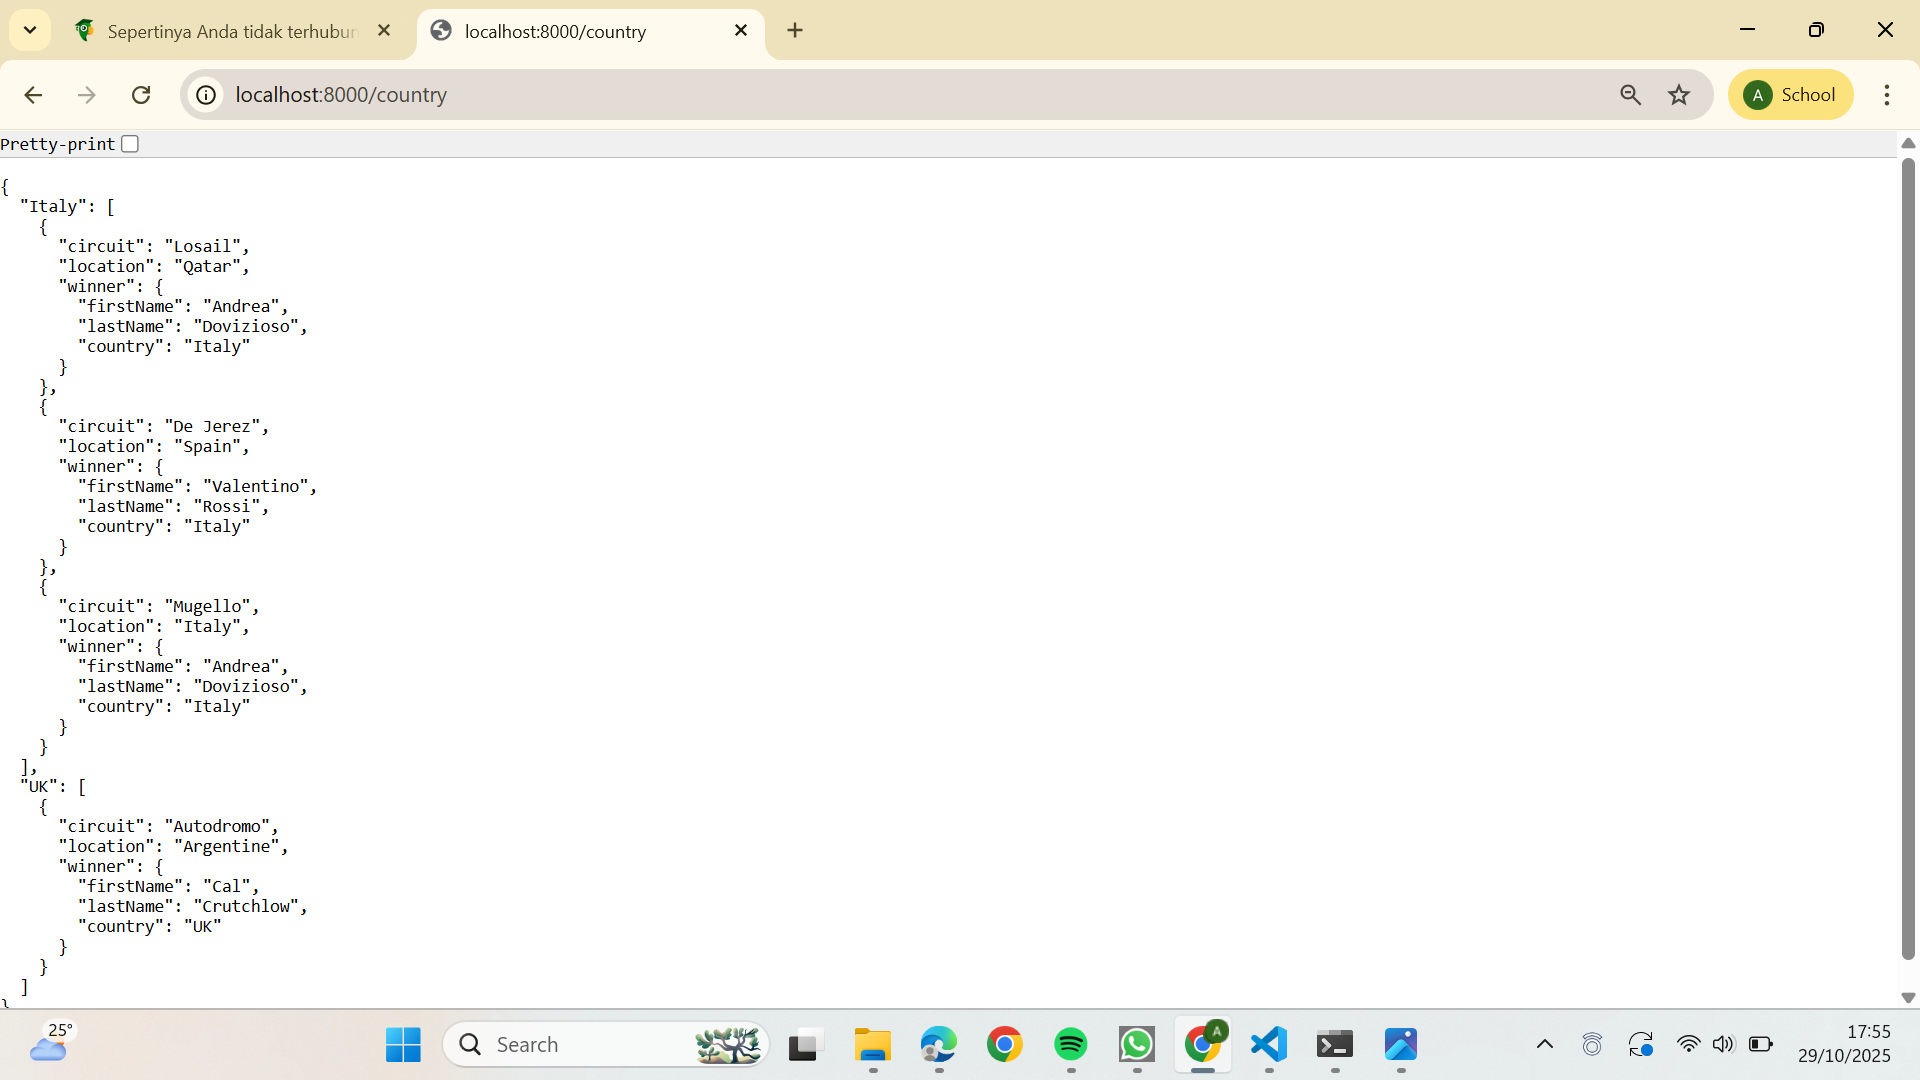 Sepertinya Anda tidak terhubun
localhost:8000/country
localhost:8000/country
A School
Pretty-print
{
  "Italy": [
    {
      "circuit": "Losail",
      "location": "Qatar",
      "winner": {
        "firstName": "Andrea",
        "lastName": "Dovizioso",
        "country": "Italy"
      }
    },
    {
      "circuit": "De Jerez",
      "location": "Spain",
      "winner": {
        "firstName": "Valentino",
        "lastName": "Rossi",
        "country": "Italy"
      }
    },
    {
      "circuit": "Mugello",
      "location": "Italy",
      "winner": {
        "firstName": "Andrea",
        "lastName": "Dovizioso",
        "country": "Italy"
      }
    }
  ],
  "UK": [
    {
      "circuit": "Autodromo",
      "location": "Argentine",
      "winner": {
        "firstName": "Cal",
        "lastName": "Crutchlow",
        "country": "UK"
      }
    }
  ]
}
25°
Search
A
17:55
29/10/2025